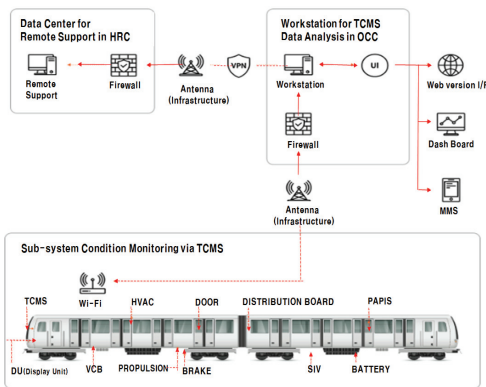 Data Center for
Remote Support in HRC
Remote
Support
Firewall
Antenna
(Infrastructure)
VPN
Workstation for TCMS
Data Analysis in OCC
Workstation
UI
Firewall
Web version I/F
Dash Board
MMS
Antenna
(Infrastructure)
Sub-system Condition Monitoring via TCMS
Wi-Fi
TCMS
HVAC
DOOR
DISTRIBUTION BOARD
PAPIS
DU(Display Unit)
VCB
PROPULSION
BRAKE
SIV
BATTERY